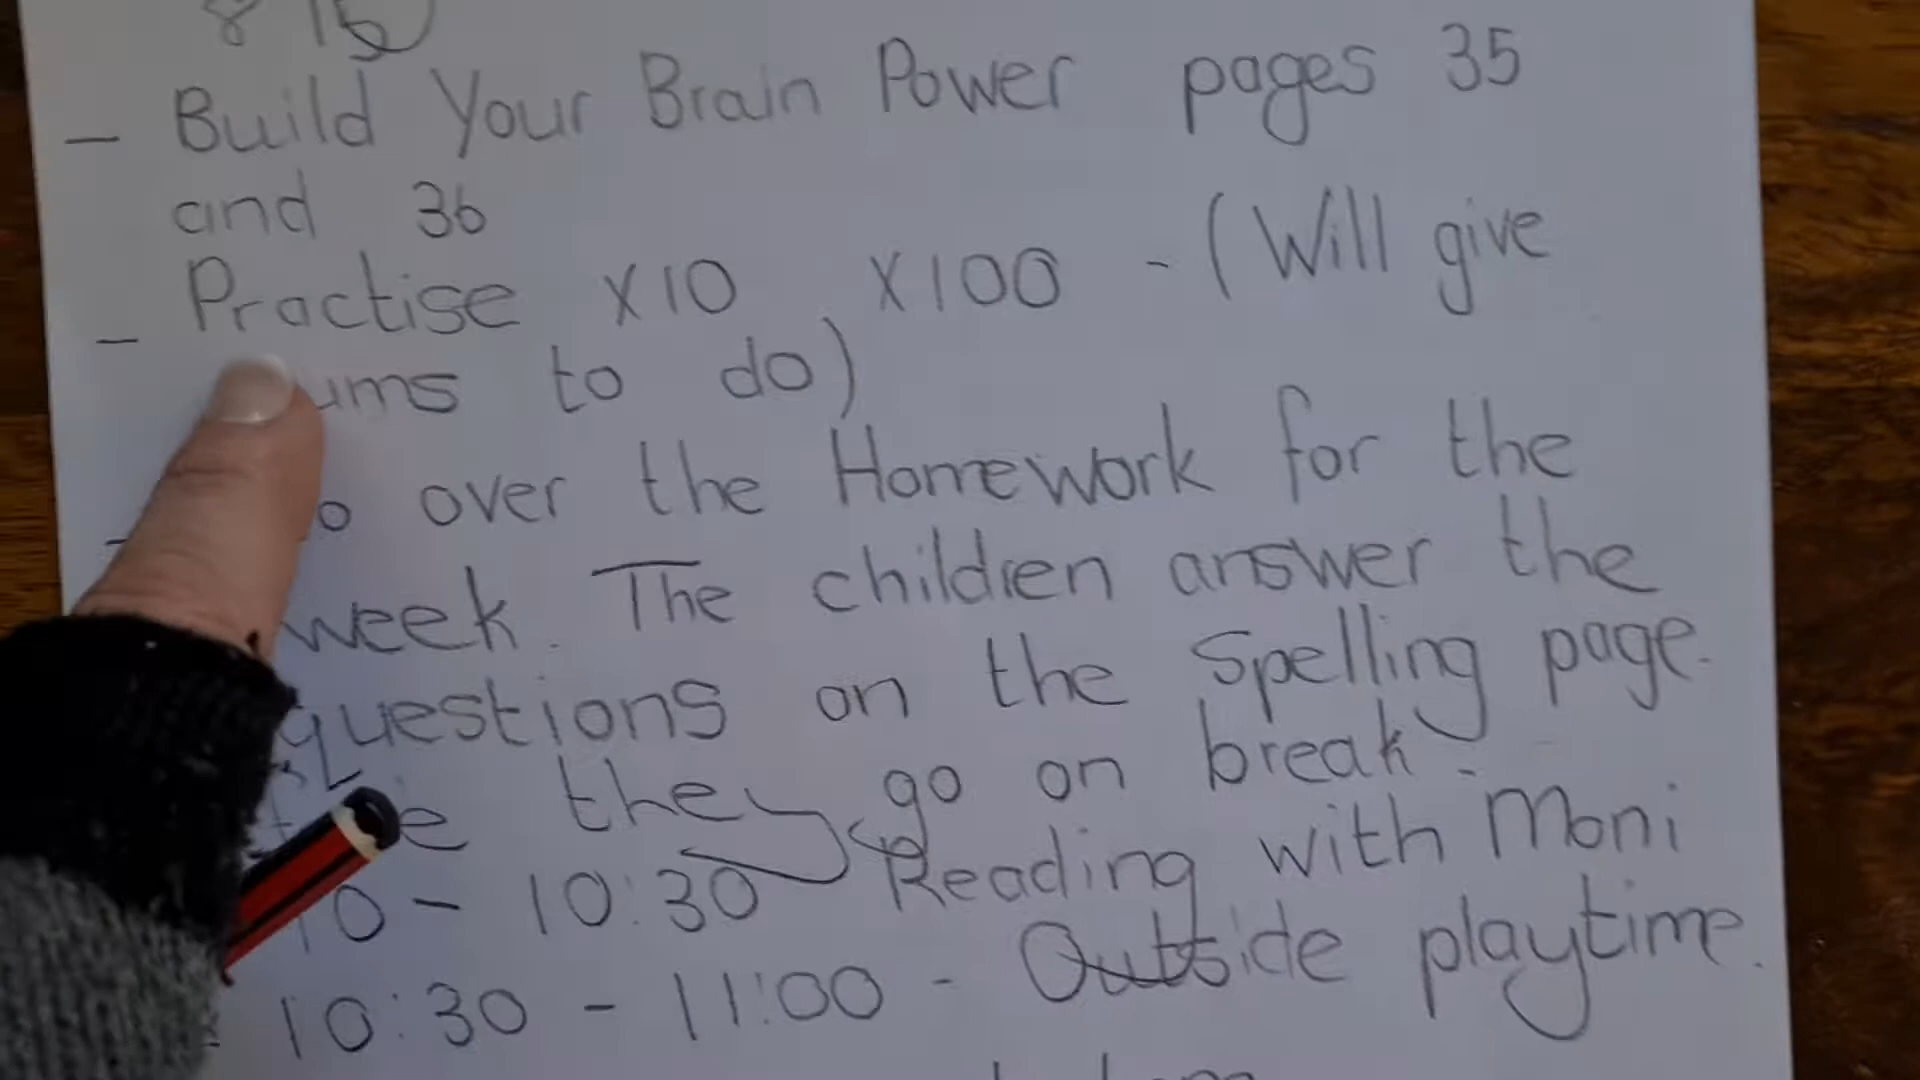 8 15
- Build Your Brain Power pages 35
and 36
- Practise X10, X100 - (Will give
ums to do)
- o over the Homework for the
week. The children answer the
questions on the Spelling page.
e they go on break.
10 - 10:30 Reading with Moni
10:30 - 11:00 - Outside playtime.